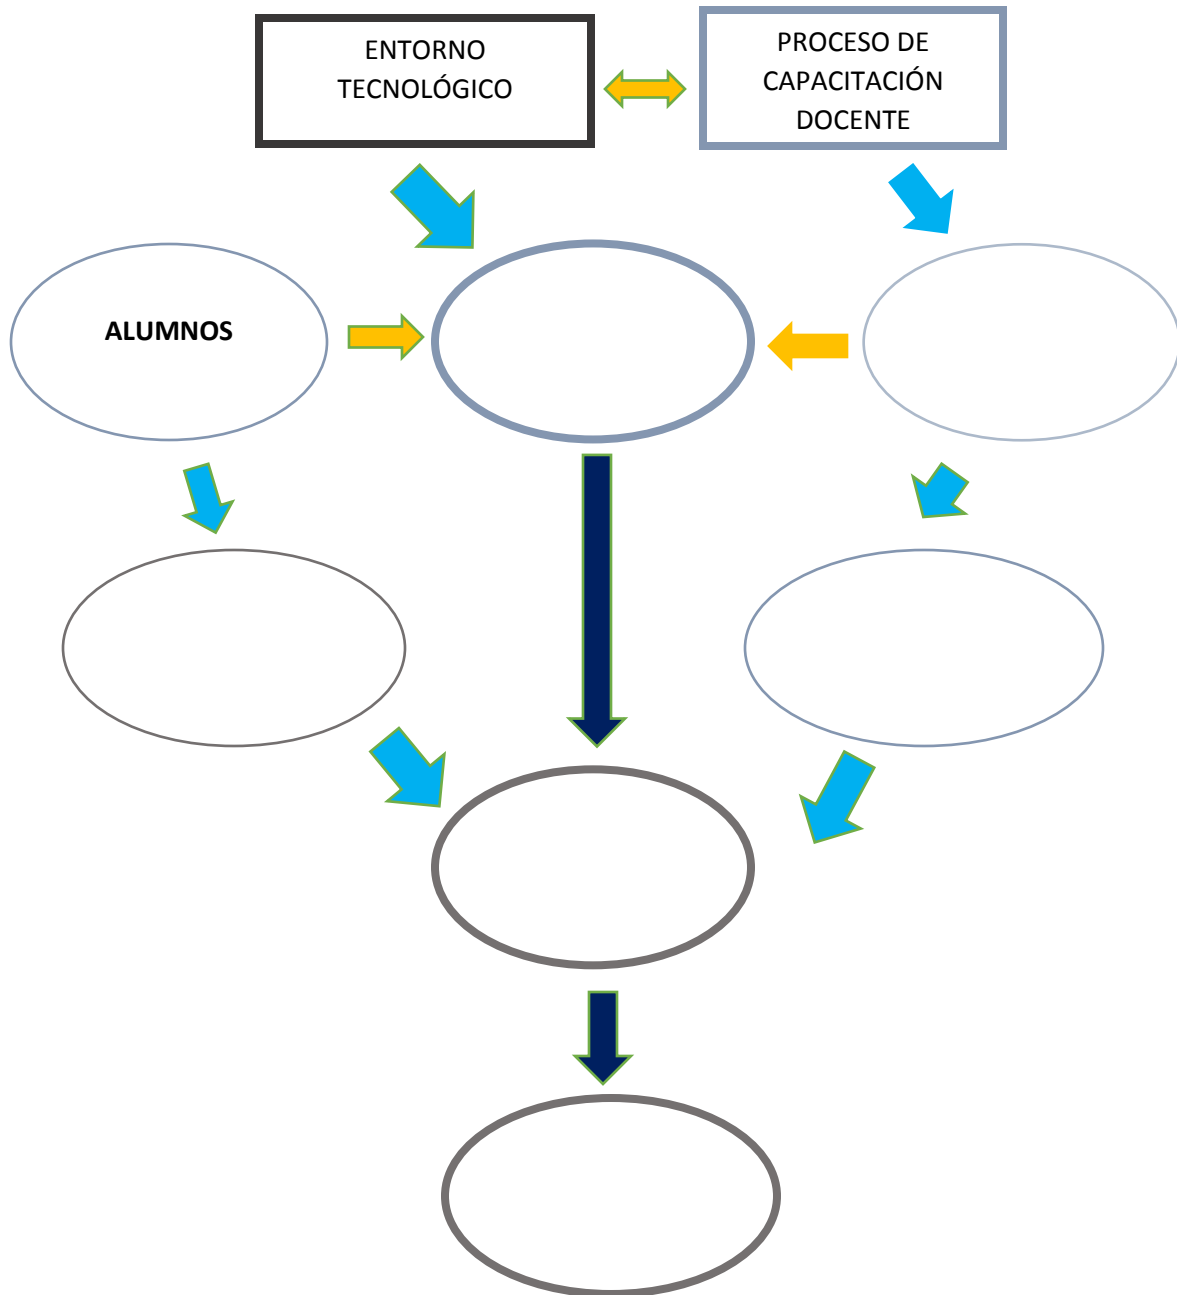 ENTORNO
TECNOLÓGICO
PROCESO DE
CAPACITACIÓN
DOCENTE
ALUMNOS